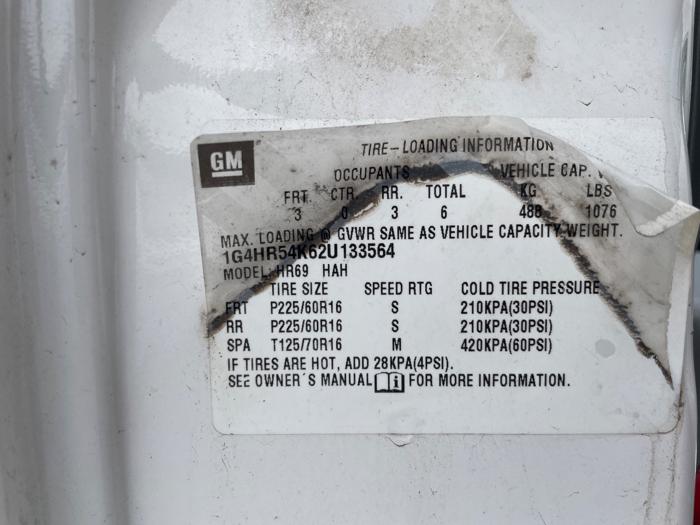 GM
TIRE-LOADING INFORMATION
OCCUPANTS VEHICLE CAP.
FRT. CTR. RR. TOTAL KG LBS
3 0 3 6 488 1076
MAX. LOADING @ GVWR SAME AS VEHICLE CAPACITY WEIGHT.
1G4HR54K62U133564
MODEL: HR69 HAH
TIRE SIZE SPEED RTG COLD TIRE PRESSURE
FRT P225/60R16 S 210KPA(30PSI)
RR P225/60R16 S 210KPA(30PSI)
SPA T125/70R16 M 420KPA(60PSI)
IF TIRES ARE HOT, ADD 28KPA(4PSI).
SEE OWNER'S MANUAL i FOR MORE INFORMATION.